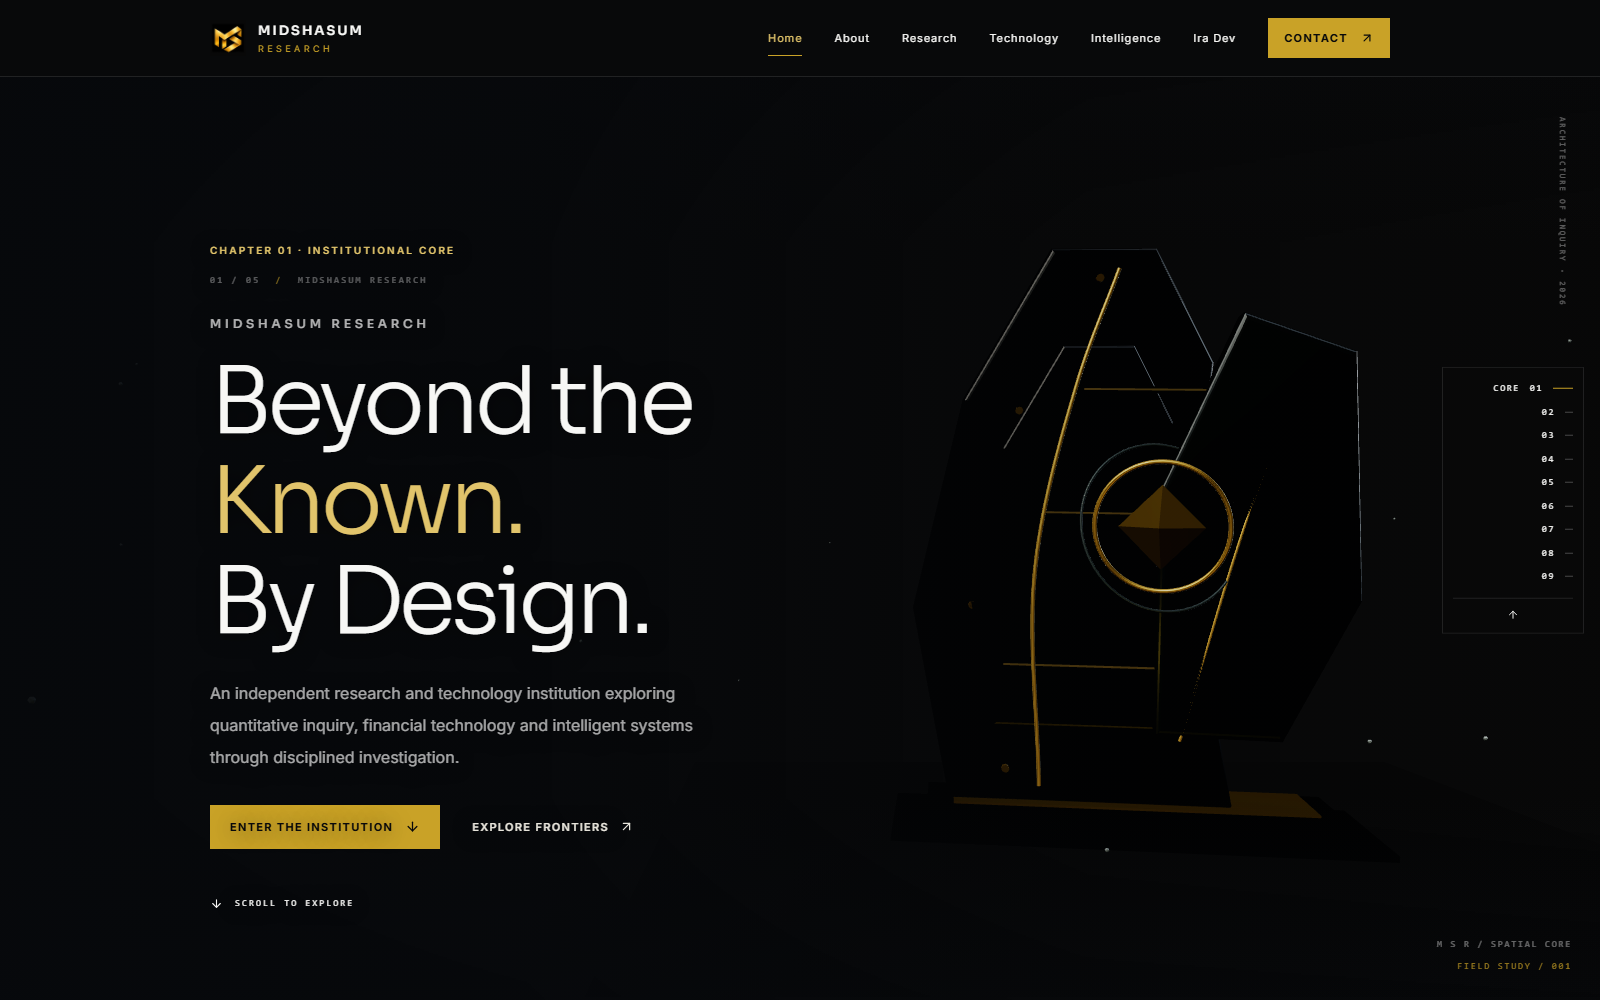 MIDSHASUM
RESEARCH
Home
About
Research
Technology
Intelligence
Ira Dev
CONTACT
ARCHITECTURE OF INQUIRY · 2026
CHAPTER 01 · INSTITUTIONAL CORE
01 / 05 / MIDSHASUM RESEARCH
MIDSHASUM RESEARCH
Beyond the
Known.
By Design.
An independent research and technology institution exploring
quantitative inquiry, financial technology and intelligent systems
through disciplined investigation.
ENTER THE INSTITUTION
EXPLORE FRONTIERS
SCROLL TO EXPLORE
CORE 01
02
03
04
05
06
07
08
09
M S R / SPATIAL CORE
FIELD STUDY / 001